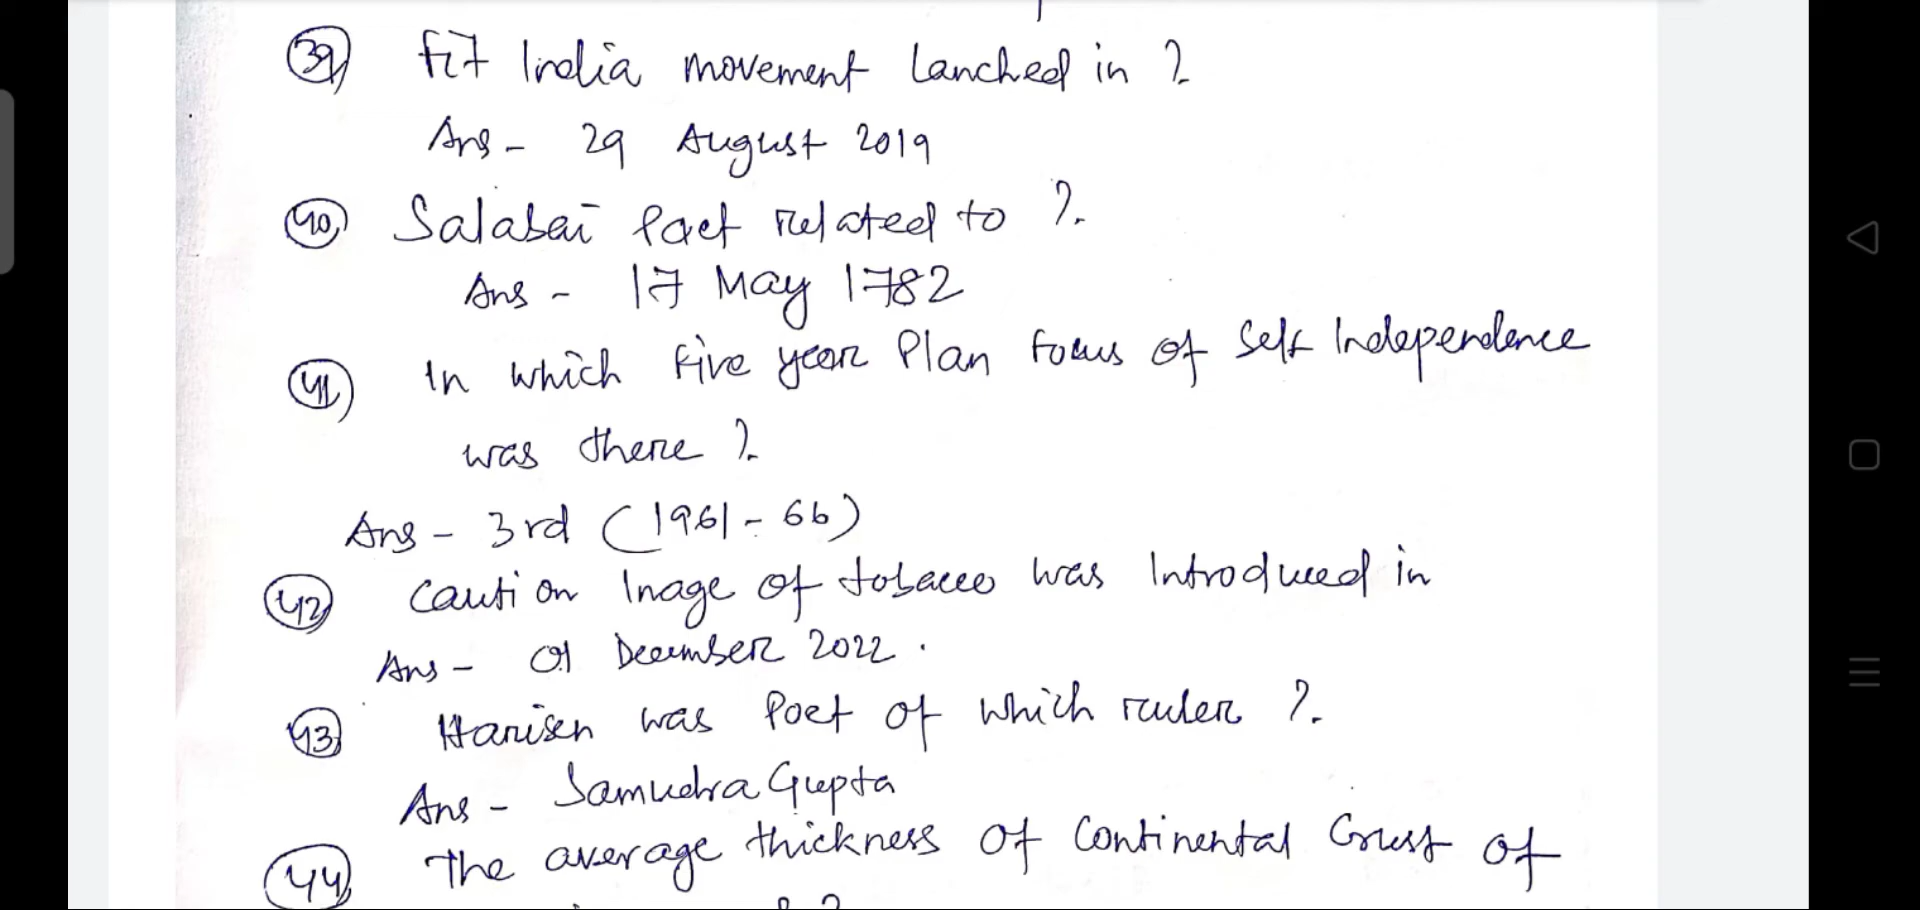 39 Fit India movement Lanched in ?
Ans - 29 August 2019
40 Salabai Pact related to ?
Ans - 17 May 1782
41 In which Five year Plan focus of Self Independence
was there ?
Ans - 3rd (1961 - 66)
42 Caution Inage of tobacco was Introduced in
Ans - 01 December 2022 .
43 Harisen was Poet of which ruler ?
Ans - Samudra Gupta
44 The average thickness of Continental Crust of